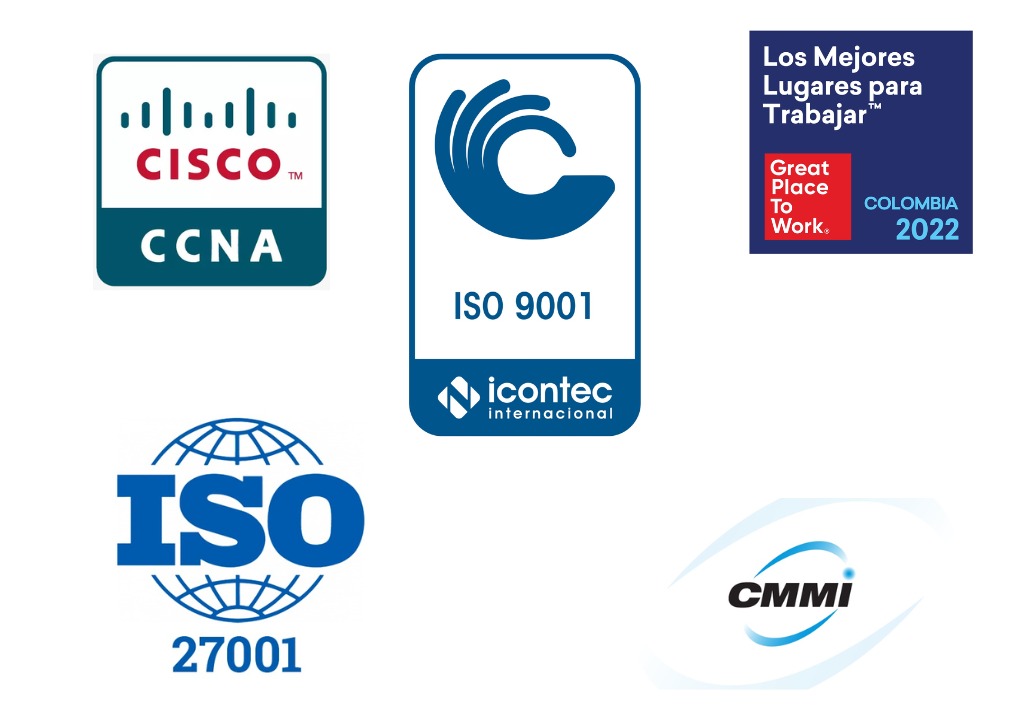 CISCO™
CCNA
ISO 9001
icontec
internacional
Los Mejores
Lugares para
Trabajar™
Great
Place
To
Work®
COLOMBIA
2022
ISO
27001
CMMI